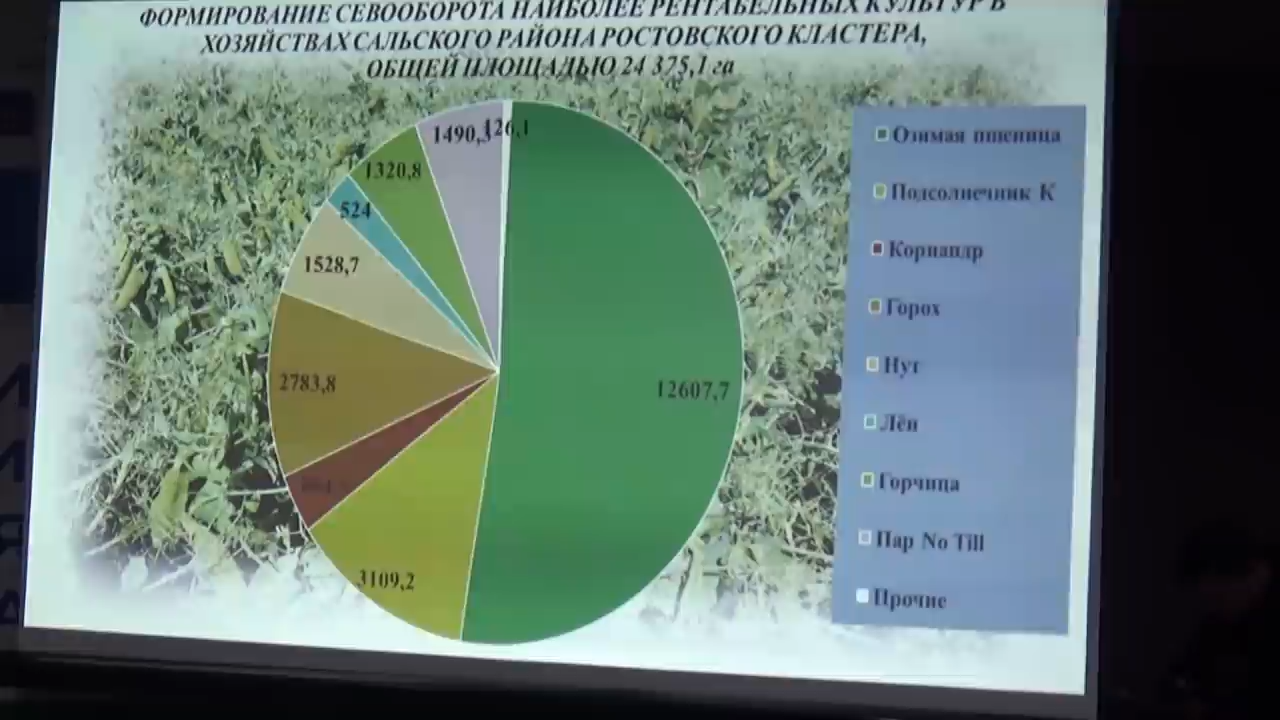 ФОРМИРОВАНИЕ СЕВООБОРОТА НАИБОЛЕЕ РЕНТАБЕЛЬНЫХ КУЛЬТУР В
ХОЗЯЙСТВАХ САЛЬСКОГО РАЙОНА РОСТОВСКОГО КЛАСТЕРА,
ОБЩЕЙ ПЛОЩАДЬЮ 24 375,1 га
1490,3
126,1
1320,8
524
1528,7
2783,8
12607,7
3109,2
Озимая пшеница
Подсолнечник К
Кориандр
Горох
Нут
Лён
Горчица
Пар No Till
Прочие